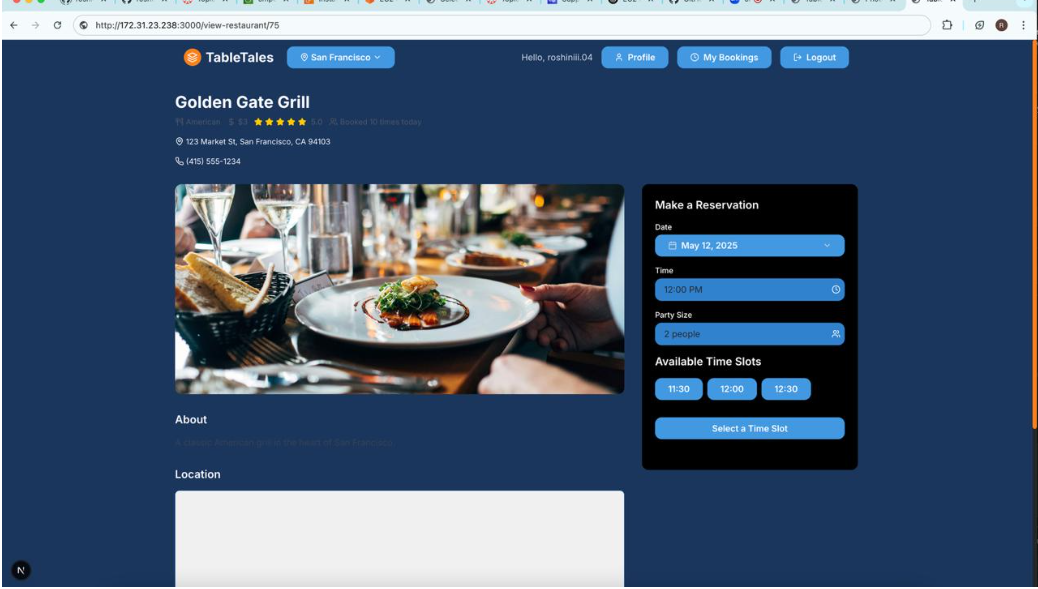 http://172.31.23.238:3000/view-restaurant/75
TableTales
San Francisco
Hello, roshiniii.04
Profile
My Bookings
Logout
Golden Gate Grill
American $ $3 5.0 Booked 10 times today
123 Market St, San Francisco, CA 94103
(415) 555-1234
Make a Reservation
Date
May 12, 2025
Time
12:00 PM
Party Size
2 people
Available Time Slots
11:30 12:00 12:30
Select a Time Slot
About
A classic American grill in the heart of San Francisco.
Location
N